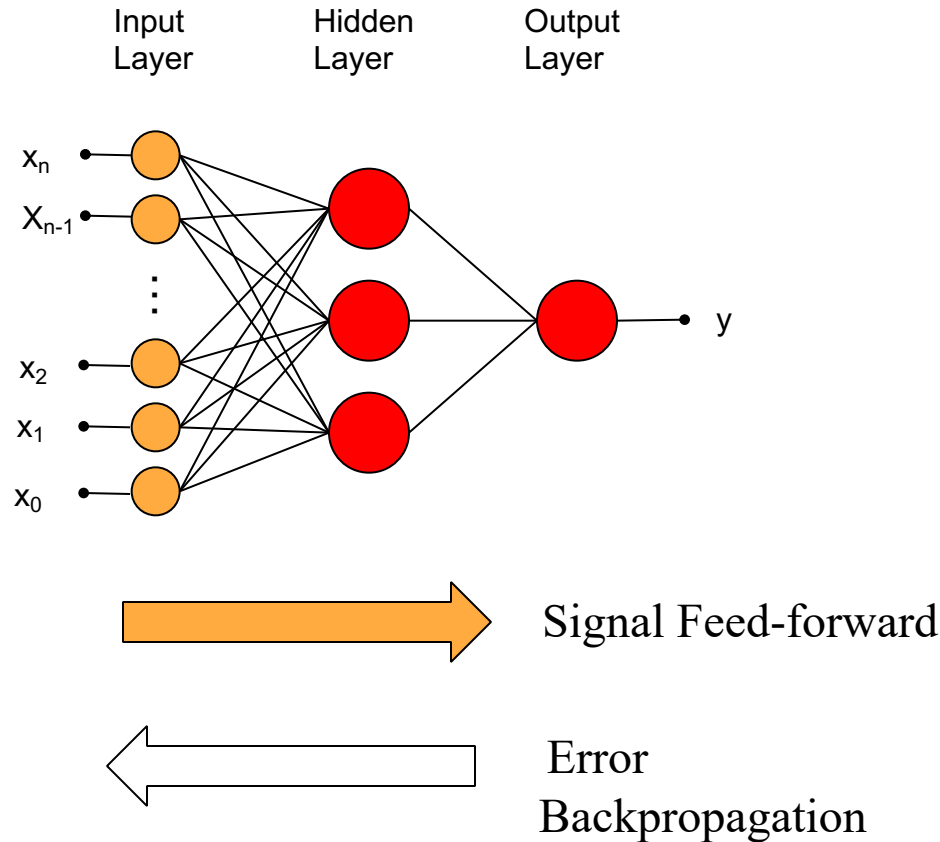 Input
Layer
Hidden
Layer
Output
Layer
xₙ
Xₙ₋₁
⋮
x₂
x₁
x₀
y
Signal Feed-forward
Error
Backpropagation